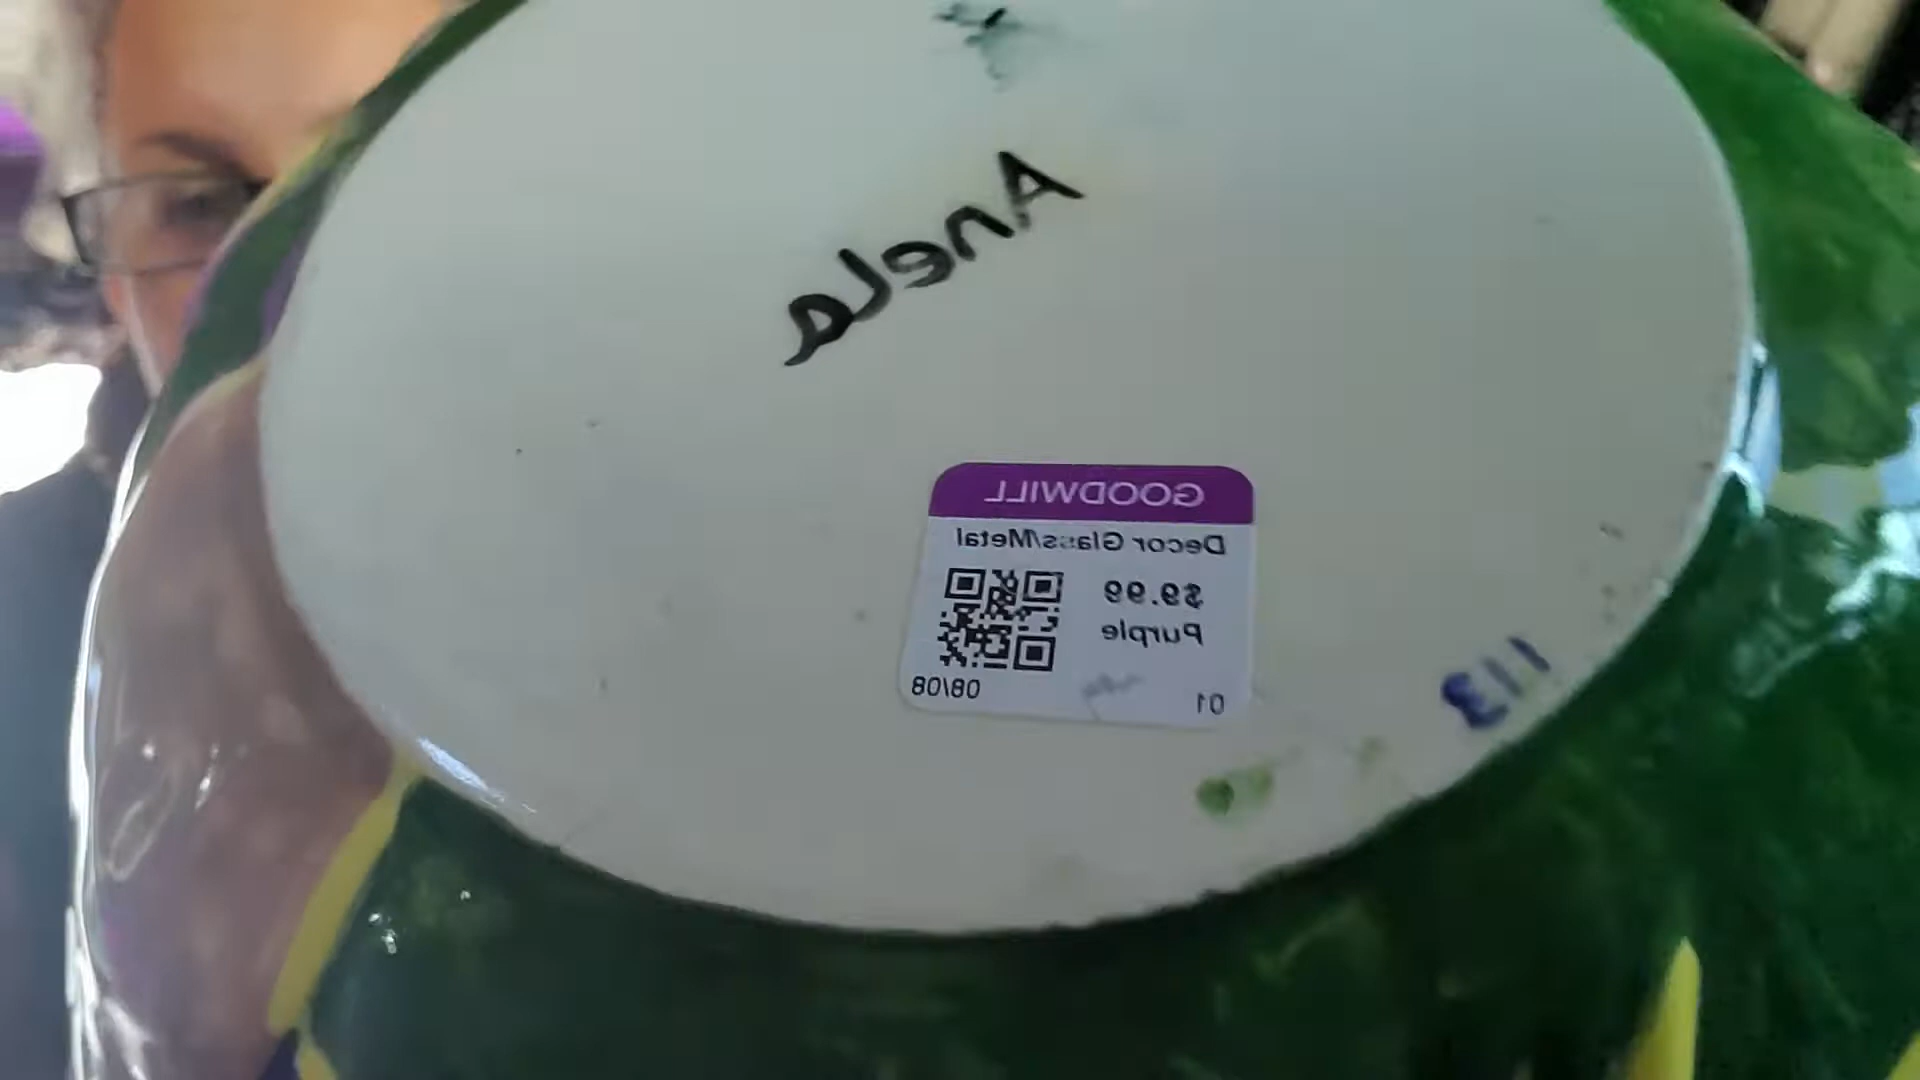 Anela
GOODWILL
Decor Glass/Metal
$9.99
Purple
01 08/08
113